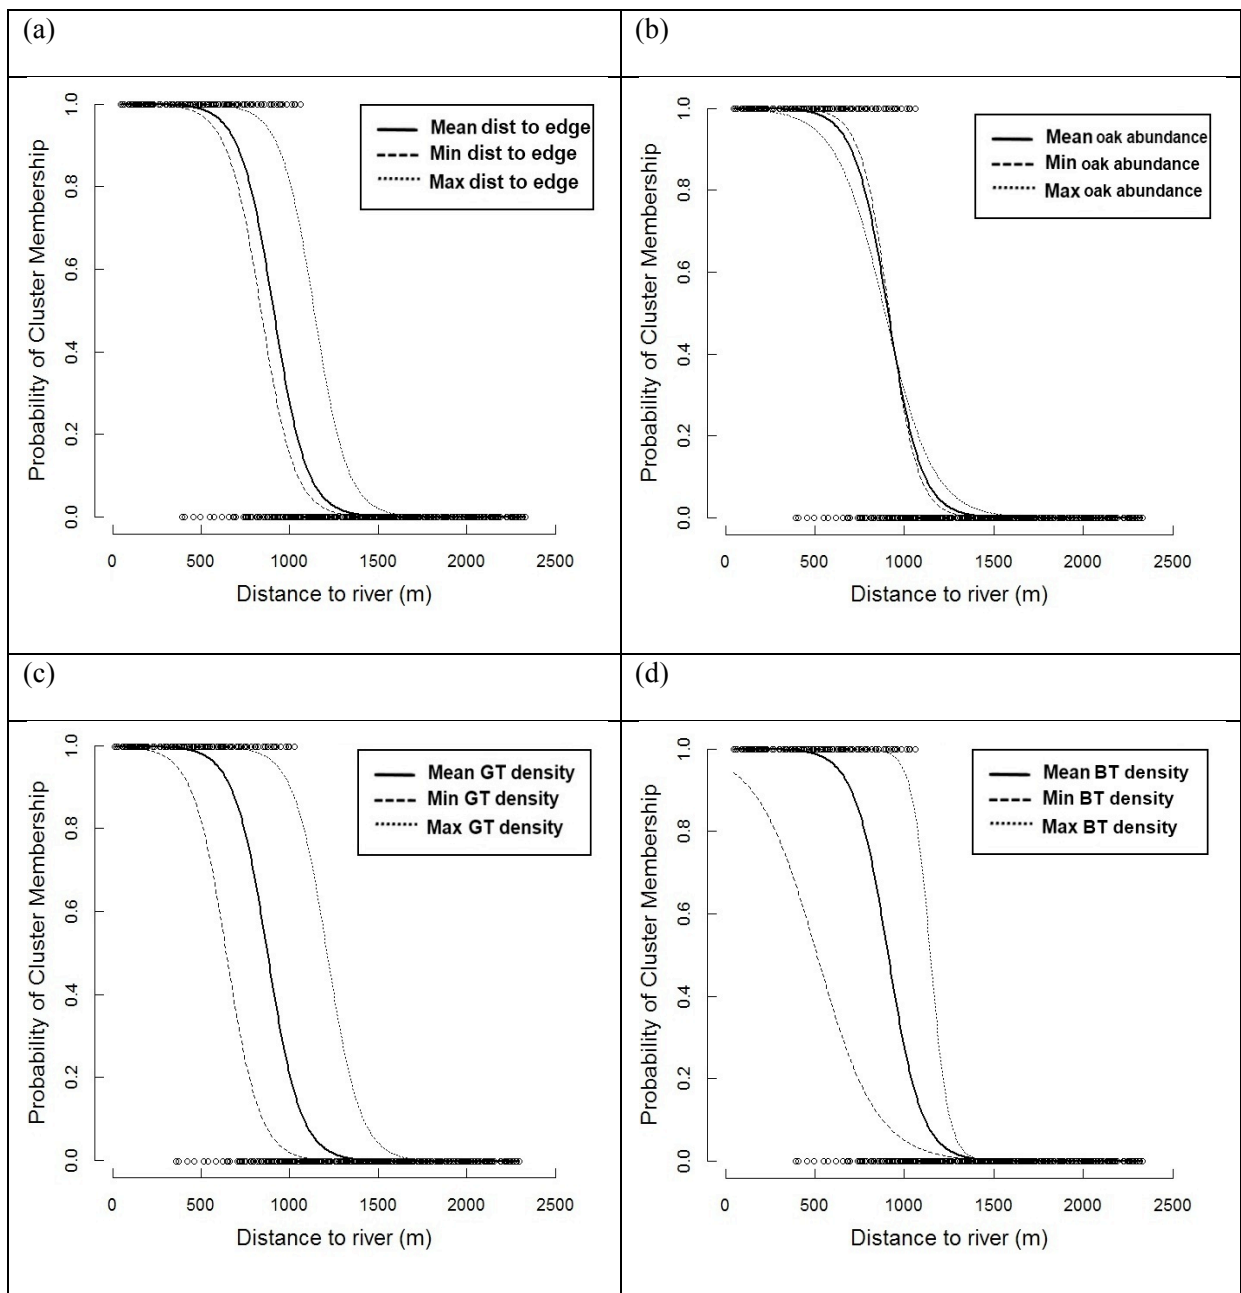 (a)
(b)
Probability of Cluster Membership
1.0
0.8
0.6
0.4
0.2
0.0
Mean dist to edge
Min dist to edge
Max dist to edge
0 500 1000 1500 2000 2500
Distance to river (m)
Probability of Cluster Membership
1.0
0.8
0.6
0.4
0.2
0.0
Mean oak abundance
Min oak abundance
Max oak abundance
0 500 1000 1500 2000 2500
Distance to river (m)
(c)
(d)
Probability of Cluster Membership
1.0
0.8
0.6
0.4
0.2
0.0
Mean GT density
Min GT density
Max GT density
0 500 1000 1500 2000 2500
Distance to river (m)
Probability of Cluster Membership
1.0
0.8
0.6
0.4
0.2
0.0
Mean BT density
Min BT density
Max BT density
0 500 1000 1500 2000 2500
Distance to river (m)